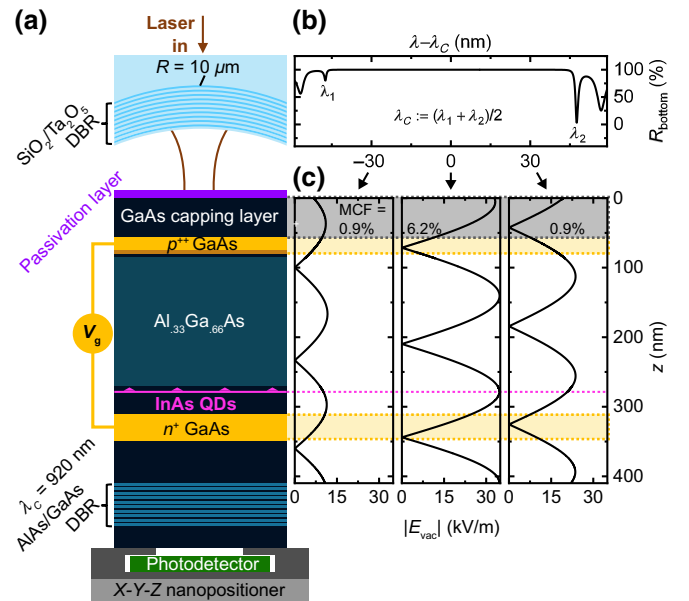 (a)
Laser
in
R = 10 µm
SiO2/Ta2O5
DBR
Passivation layer
GaAs capping layer
p++ GaAs
Vg
Al.33Ga.66As
InAs QDs
n+ GaAs
λC = 920 nm
AlAs/GaAs
DBR
Photodetector
X-Y-Z nanopositioner
(b)
λ–λC (nm)
λ1
λC := (λ1 + λ2)/2
λ2
100
50
0
Rbottom (%)
−30 0 30
(c)
MCF =
0.9%
6.2%
0.9%
0
100
200
300
400
z (nm)
0 15 30 0 15 30 0 15 30
|Evac| (kV/m)